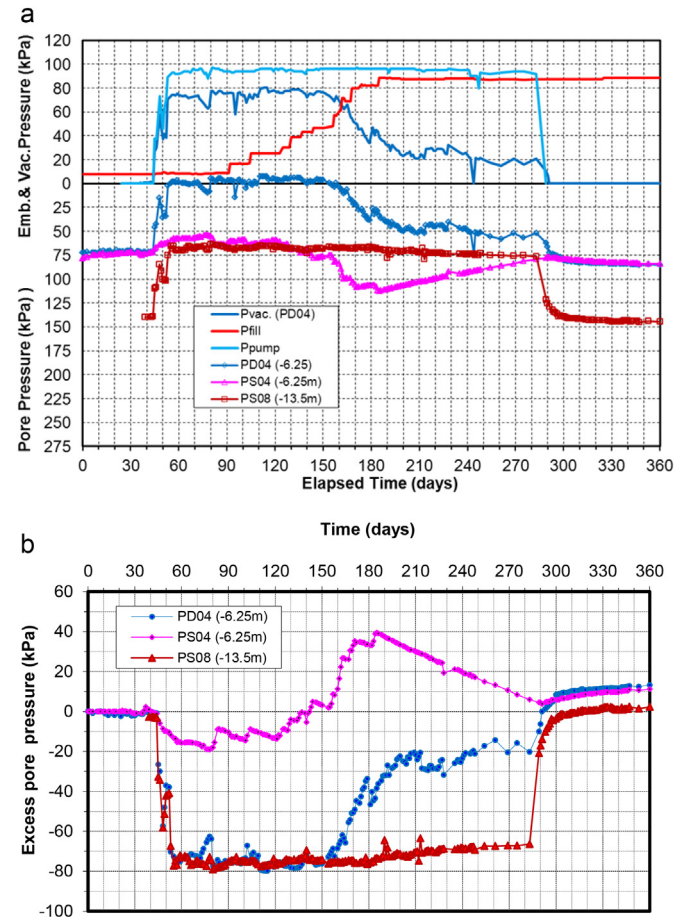 a
Emb.& Vac.Pressure (kPa)
120
100
80
60
40
20
0
Pore Pressure (kPa)
25
50
75
100
125
150
175
200
225
250
275
Pvac. (PD04)
Pfill
Ppump
PD04 (-6.25)
PS04 (-6.25m)
PS08 (-13.5m)
0 30 60 90 120 150 180 210 240 270 300 330 360
Elapsed Time (days)
b
Time (days)
0 30 60 90 120 150 180 210 240 270 300 330 360
Excess pore pressure (kPa)
60
40
20
0
-20
-40
-60
-80
-100
PD04 (-6.25m)
PS04 (-6.25m)
PS08 (-13.5m)